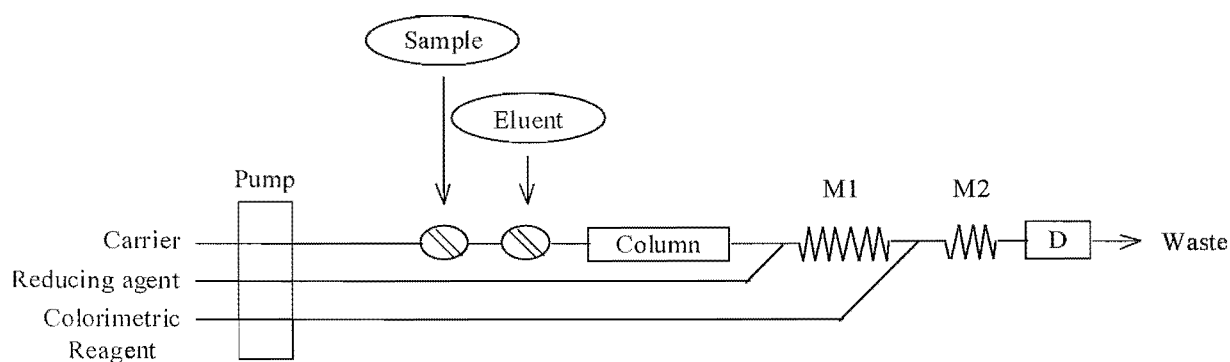 Sample
Eluent
Pump
M1
M2
Carrier
Column
D
Waste
Reducing agent
Colorimetric
Reagent